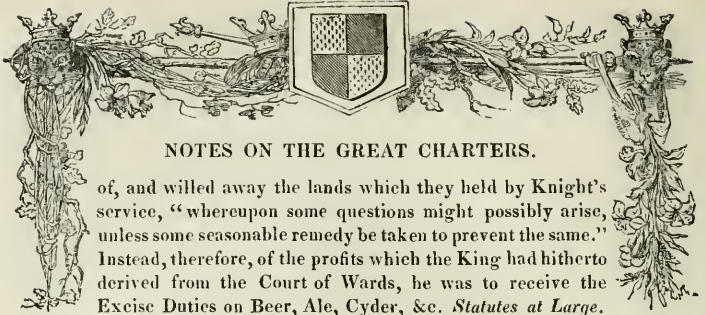 NOTES ON THE GREAT CHARTERS.
of, and willed away the lands which they held by Knight's
service, "whereupon some questions might possibly arise,
unless some seasonable remedy be taken to prevent the same."
Instead, therefore, of the profits which the King had hitherto
derived from the Court of Wards, he was to receive the
Excise Duties on Beer, Ale, Cyder, &c. Statutes at Large.